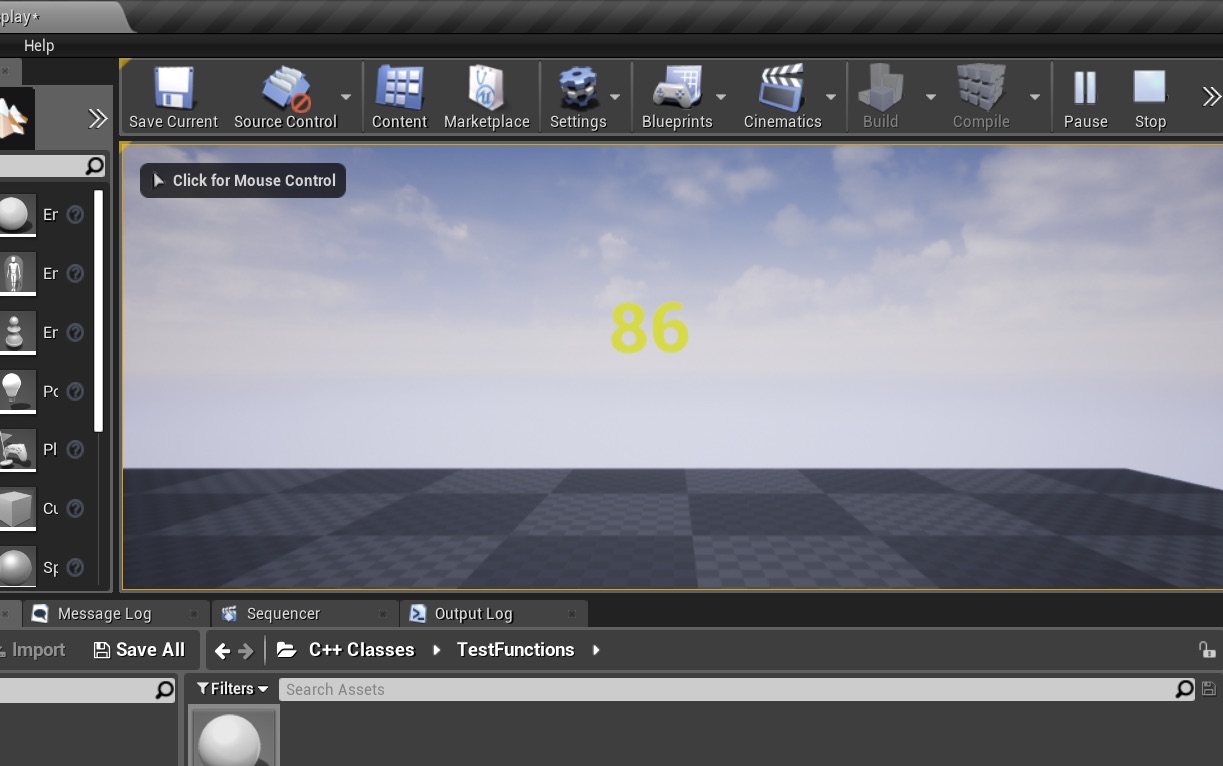 play*
Help
Save Current Source Control Content Marketplace Settings Blueprints Cinematics Build Compile Pause Stop
Click for Mouse Control
Er
Er
Er
Pl
Sp
86
Message Log Sequencer Output Log
Import Save All C++ Classes TestFunctions
Filters Search Assets